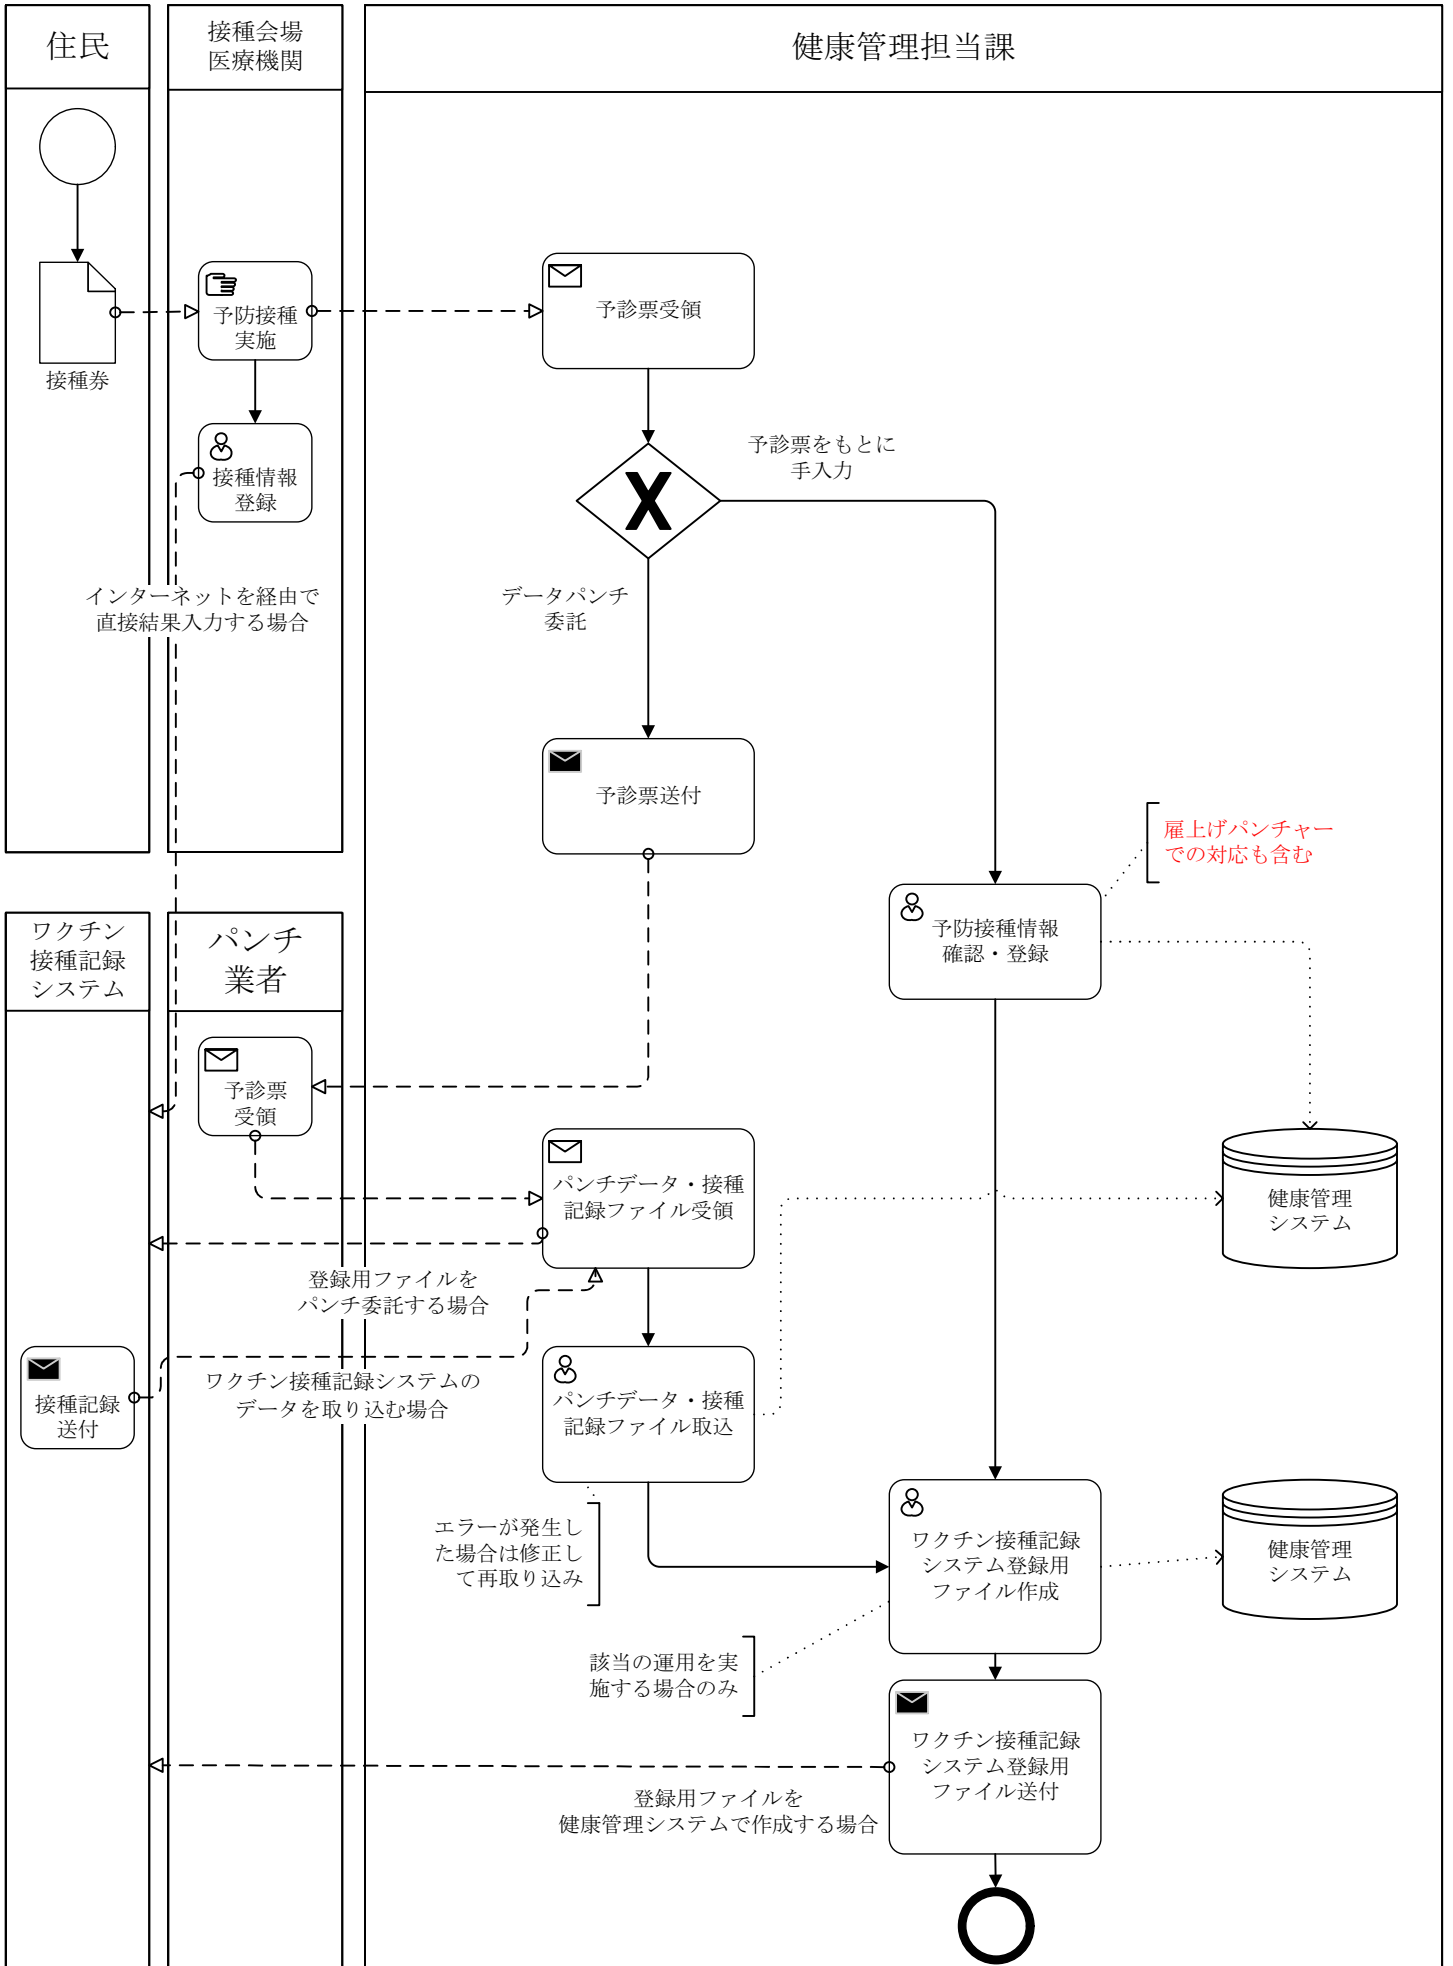 住民
接種会場
医療機関
健康管理担当課
接種券
予防接種
実施
予診票受領
接種情報
登録
予診票をもとに
手入力
インターネットを経由で
直接結果入力する場合
データパンチ
委託
予診票送付
雇上げパンチャー
での対応も含む
予防接種情報
確認・登録
ワクチン
接種記録
システム
パンチ
業者
予診票
受領
パンチデータ・接種
記録ファイル受領
健康管理
システム
登録用ファイルを
パンチ委託する場合
接種記録
送付
ワクチン接種記録システムの
データを取り込む場合
パンチデータ・接種
記録ファイル取込
エラーが発生し
た場合は修正し
て再取り込み
ワクチン接種記録
システム登録用
ファイル作成
健康管理
システム
該当の運用を実
施する場合のみ
ワクチン接種記録
システム登録用
ファイル送付
登録用ファイルを
健康管理システムで作成する場合